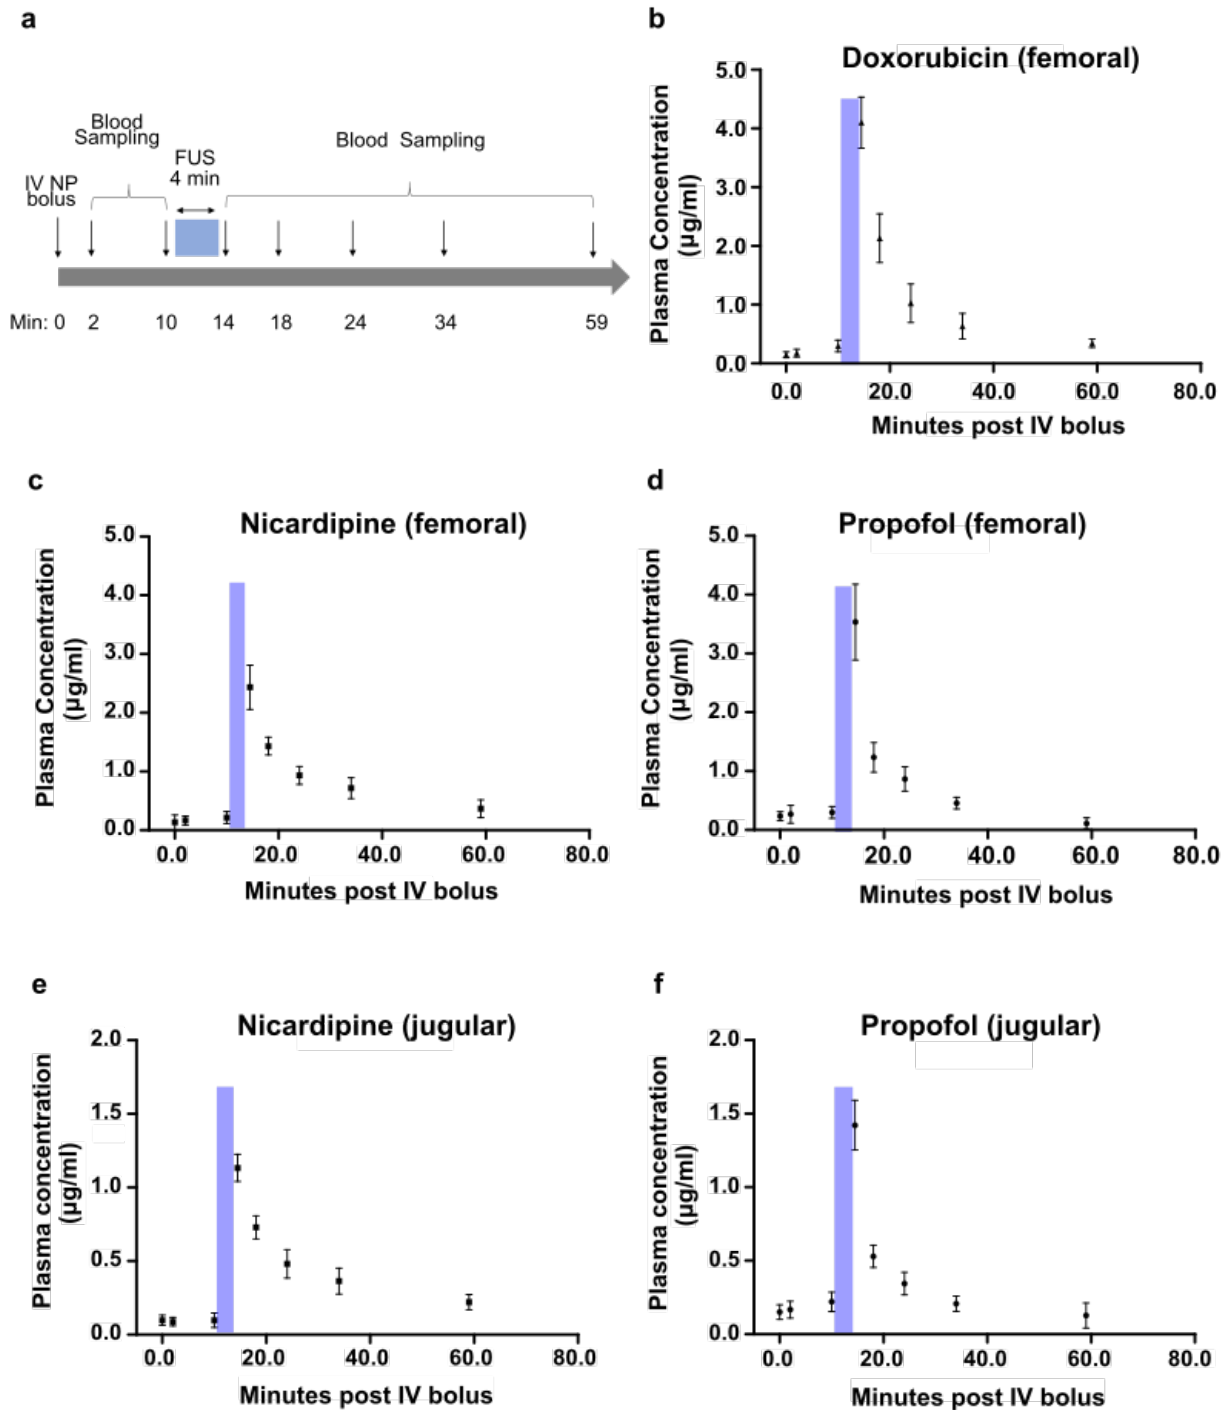 a
Blood
Sampling
FUS
4 min
Blood Sampling
IV NP
bolus
Min: 0 2 10 14 18 24 34 59
b
Doxorubicin (femoral)
Plasma Concentration
(µg/ml)
5.0
4.0
3.0
2.0
1.0
0.0
0.0 20.0 40.0 60.0 80.0
Minutes post IV bolus
c
Nicardipine (femoral)
Plasma Concentration
(µg/ml)
5.0
4.0
3.0
2.0
1.0
0.0
0.0 20.0 40.0 60.0 80.0
Minutes post IV bolus
d
Propofol (femoral)
Plasma Concentration
(µg/ml)
5.0
4.0
3.0
2.0
1.0
0.0
0.0 20.0 40.0 60.0 80.0
Minutes post IV bolus
e
Nicardipine (jugular)
Plasma concentration
(µg/ml)
2.0
1.5
1.0
0.5
0.0
0.0 20.0 40.0 60.0 80.0
Minutes post IV bolus
f
Propofol (jugular)
Plasma concentration
(µg/ml)
2.0
1.5
1.0
0.5
0.0
0.0 20.0 40.0 60.0 80.0
Minutes post IV bolus